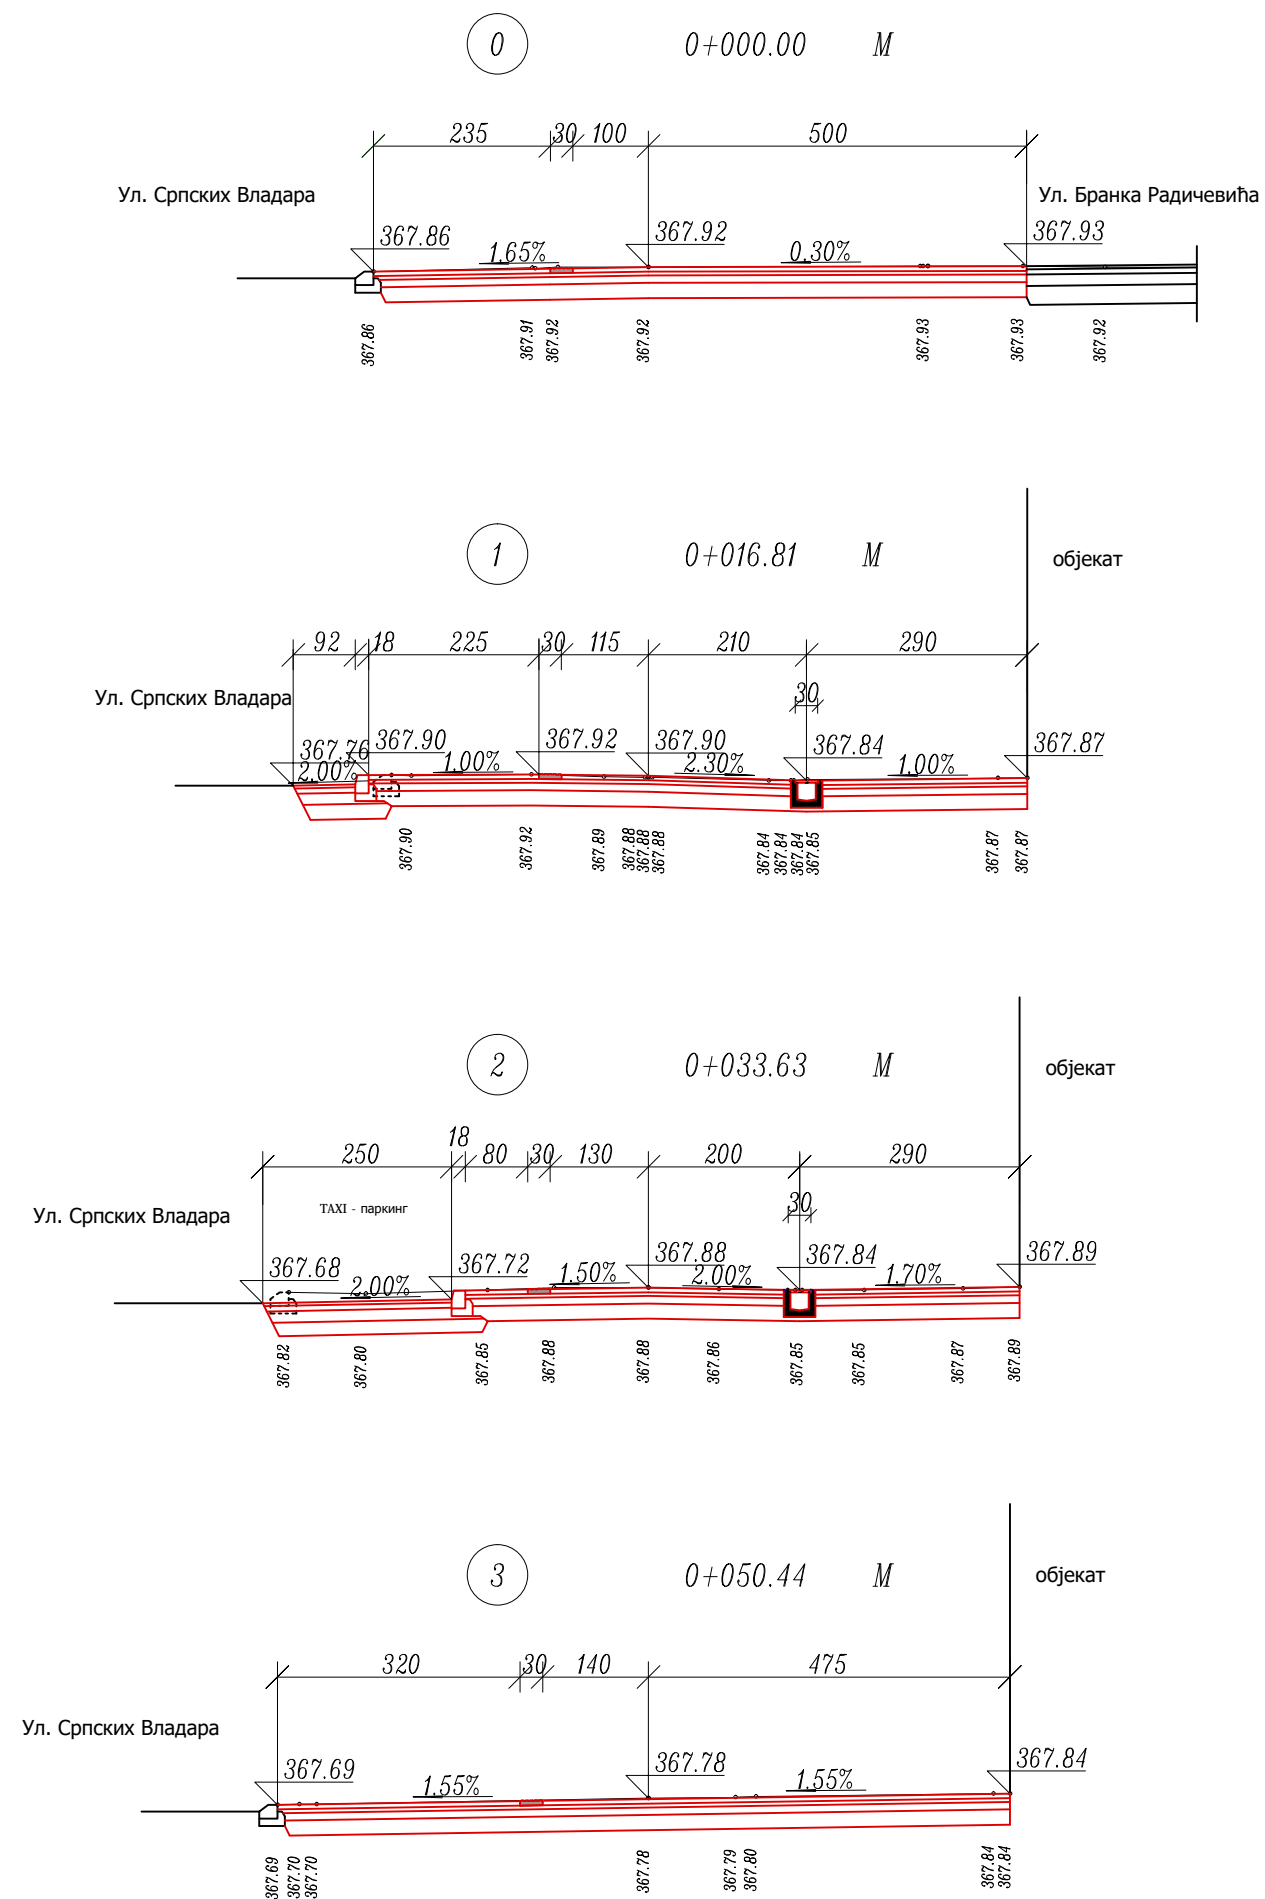 0 0+000.00 M
235 30 100 500
Ул. Српских Владара Ул. Бранка Радичевића
367.86 1.65% 367.92 0.30% 367.93
367.86 367.91 367.92 367.92 367.93 367.93 367.92
1 0+016.81 M објекат
92 18 225 30 115 210 290
Ул. Српских Владара 30
367.76 367.90 367.92 367.90 367.84 367.87
2.00% 1.00% 2.30% 1.00%
367.90 367.92 367.89 367.88 367.88 367.88 367.84 367.84 367.84 367.85 367.87 367.87
2 0+033.63 M објекат
18
250 80 30 130 200 290
TAXI - паркинг 30
Ул. Српских Владара
367.68 367.72 367.88 367.84 367.89
2.00% 1.50% 2.00% 1.70%
367.82 367.80 367.85 367.88 367.88 367.86 367.85 367.85 367.87 367.89
3 0+050.44 M објекат
320 30 140 475
Ул. Српских Владара
367.69 367.78 367.84
1.55% 1.55%
367.69 367.70 367.70 367.78 367.79 367.80 367.84 367.84